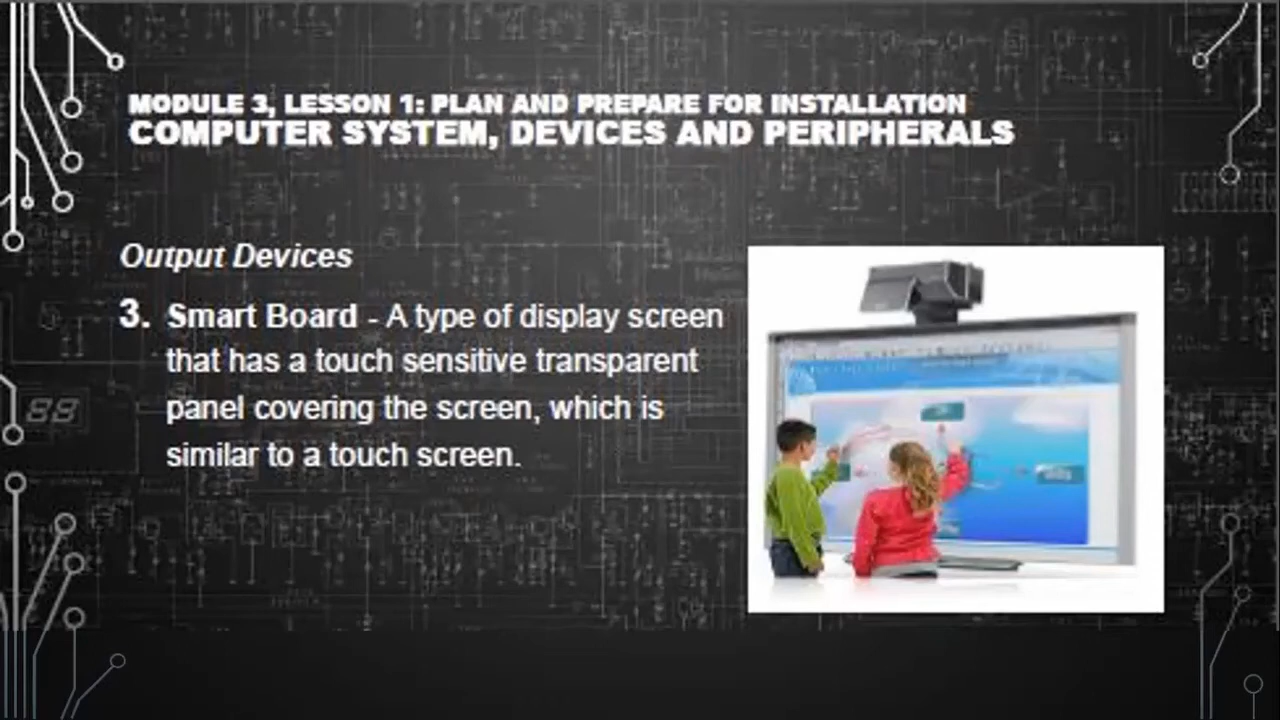 MODULE 3, LESSON 1: PLAN AND PREPARE FOR INSTALLATION
COMPUTER SYSTEM, DEVICES AND PERIPHERALS
Output Devices
3. Smart Board - A type of display screen
that has a touch sensitive transparent
panel covering the screen, which is
similar to a touch screen.
88